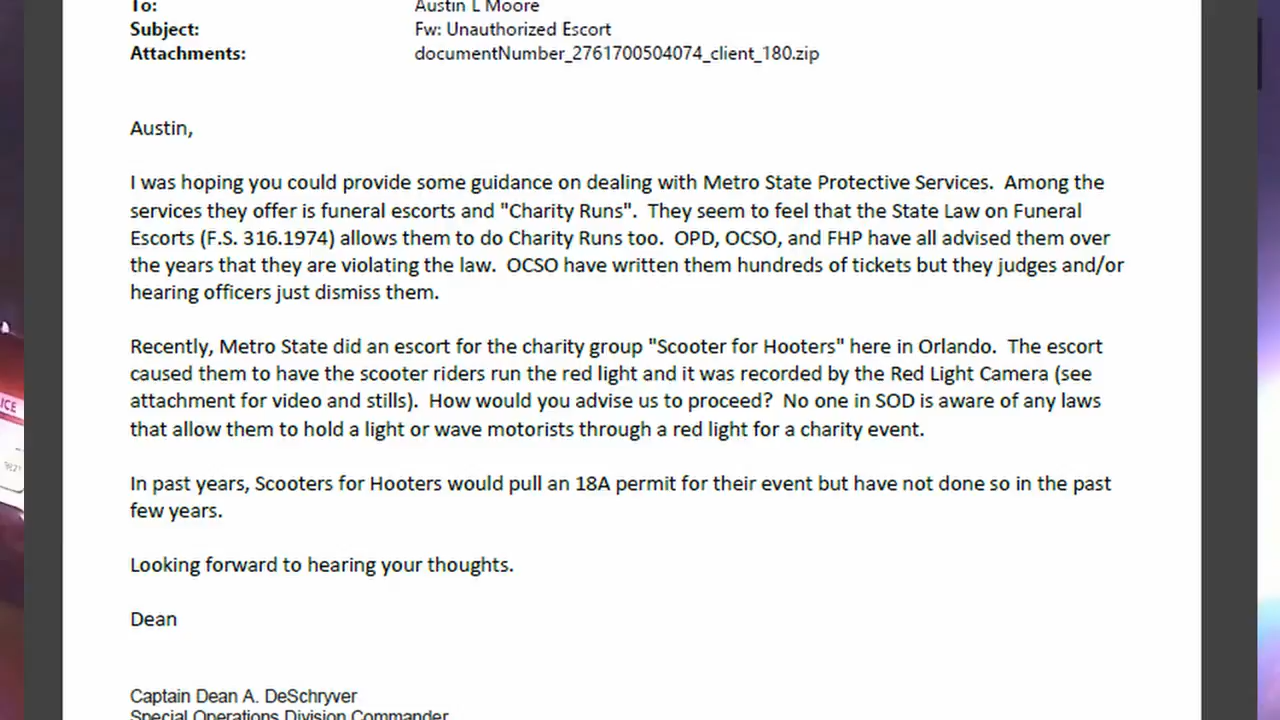 To: Austin L Moore
Subject: Fw: Unauthorized Escort
Attachments: documentNumber_2761700504074_client_180.zip
Austin,
I was hoping you could provide some guidance on dealing with Metro State Protective Services.  Among the
services they offer is funeral escorts and "Charity Runs".  They seem to feel that the State Law on Funeral
Escorts (F.S. 316.1974) allows them to do Charity Runs too.  OPD, OCSO, and FHP have all advised them over
the years that they are violating the law.  OCSO have written them hundreds of tickets but they judges and/or
hearing officers just dismiss them.
Recently, Metro State did an escort for the charity group "Scooter for Hooters" here in Orlando.  The escort
caused them to have the scooter riders run the red light and it was recorded by the Red Light Camera (see
attachment for video and stills).  How would you advise us to proceed?  No one in SOD is aware of any laws
that allow them to hold a light or wave motorists through a red light for a charity event.
In past years, Scooters for Hooters would pull an 18A permit for their event but have not done so in the past
few years.
Looking forward to hearing your thoughts.
Dean
Captain Dean A. DeSchryver
Special Operations Division Commander
ICE